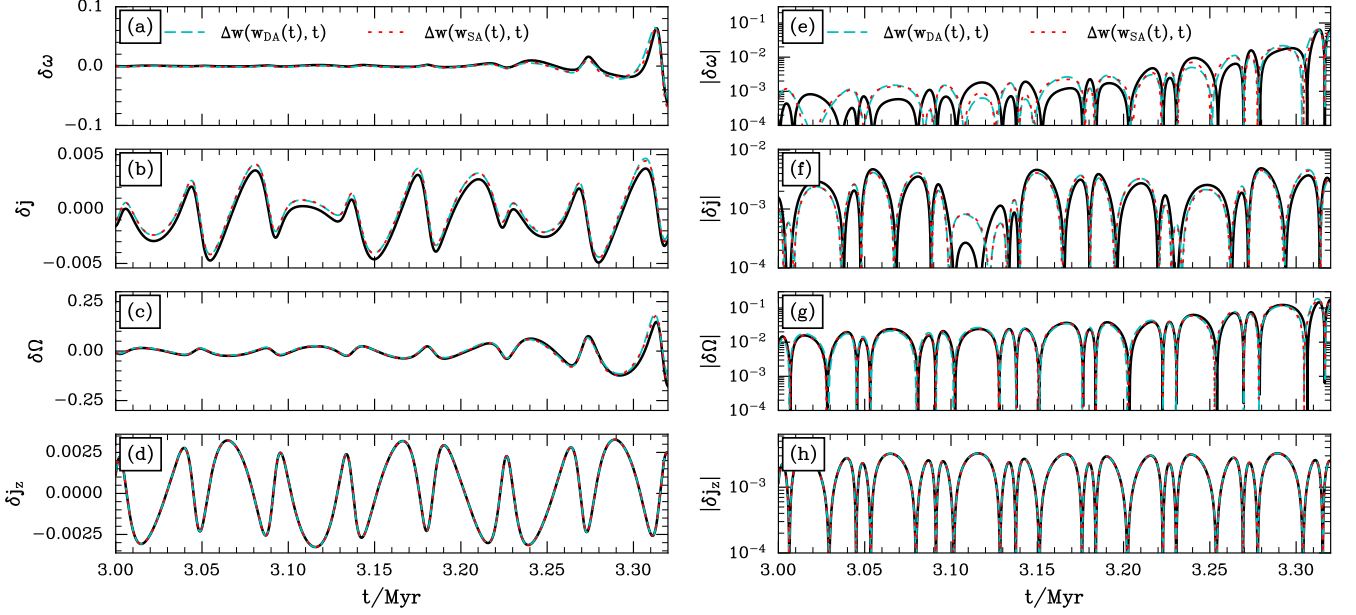 (a)
Δw(w_DA(t), t)
Δw(w_SA(t), t)
δω
0.1
0.0
−0.1
(b)
δj
0.005
0.000
−0.005
(c)
δΩ
0.25
0.00
−0.25
(d)
δj_z
0.0025
0.0000
−0.0025
3.00 3.05 3.10 3.15 3.20 3.25 3.30
t/Myr
(e)
Δw(w_DA(t), t)
Δw(w_SA(t), t)
|δω|
10⁻¹
10⁻²
10⁻³
10⁻⁴
(f)
|δj|
10⁻²
10⁻³
10⁻⁴
(g)
|δΩ|
10⁻¹
10⁻²
10⁻³
10⁻⁴
(h)
|δj_z|
10⁻³
10⁻⁴
3.00 3.05 3.10 3.15 3.20 3.25 3.30
t/Myr